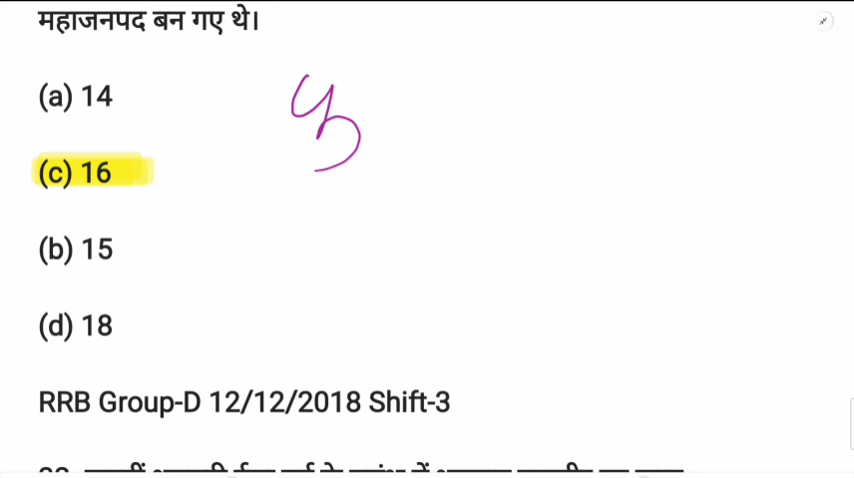 महाजनपद बन गए थे।
(a) 14
(c) 16
(b) 15
(d) 18
RRB Group-D 12/12/2018 Shift-3